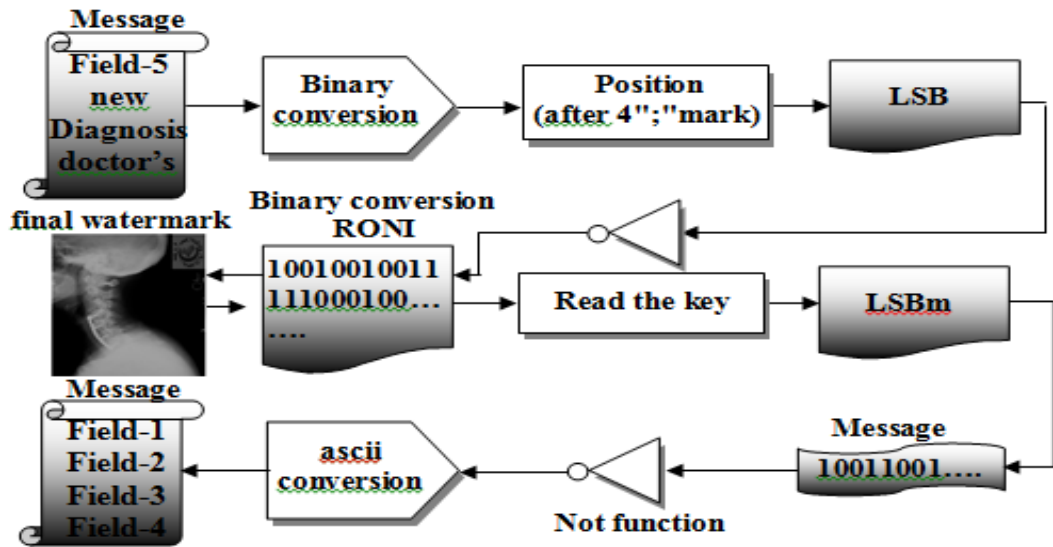 Message
Field-5
new
Diagnosis
doctor's
Binary
conversion
Position
(after 4";"mark)
LSB
final watermark
Binary conversion
RONI
10010010011
111000100...
....
Read the key
LSBm
Message
Field-1
Field-2
Field-3
Field-4
ascii
conversion
Not function
Message
10011001....